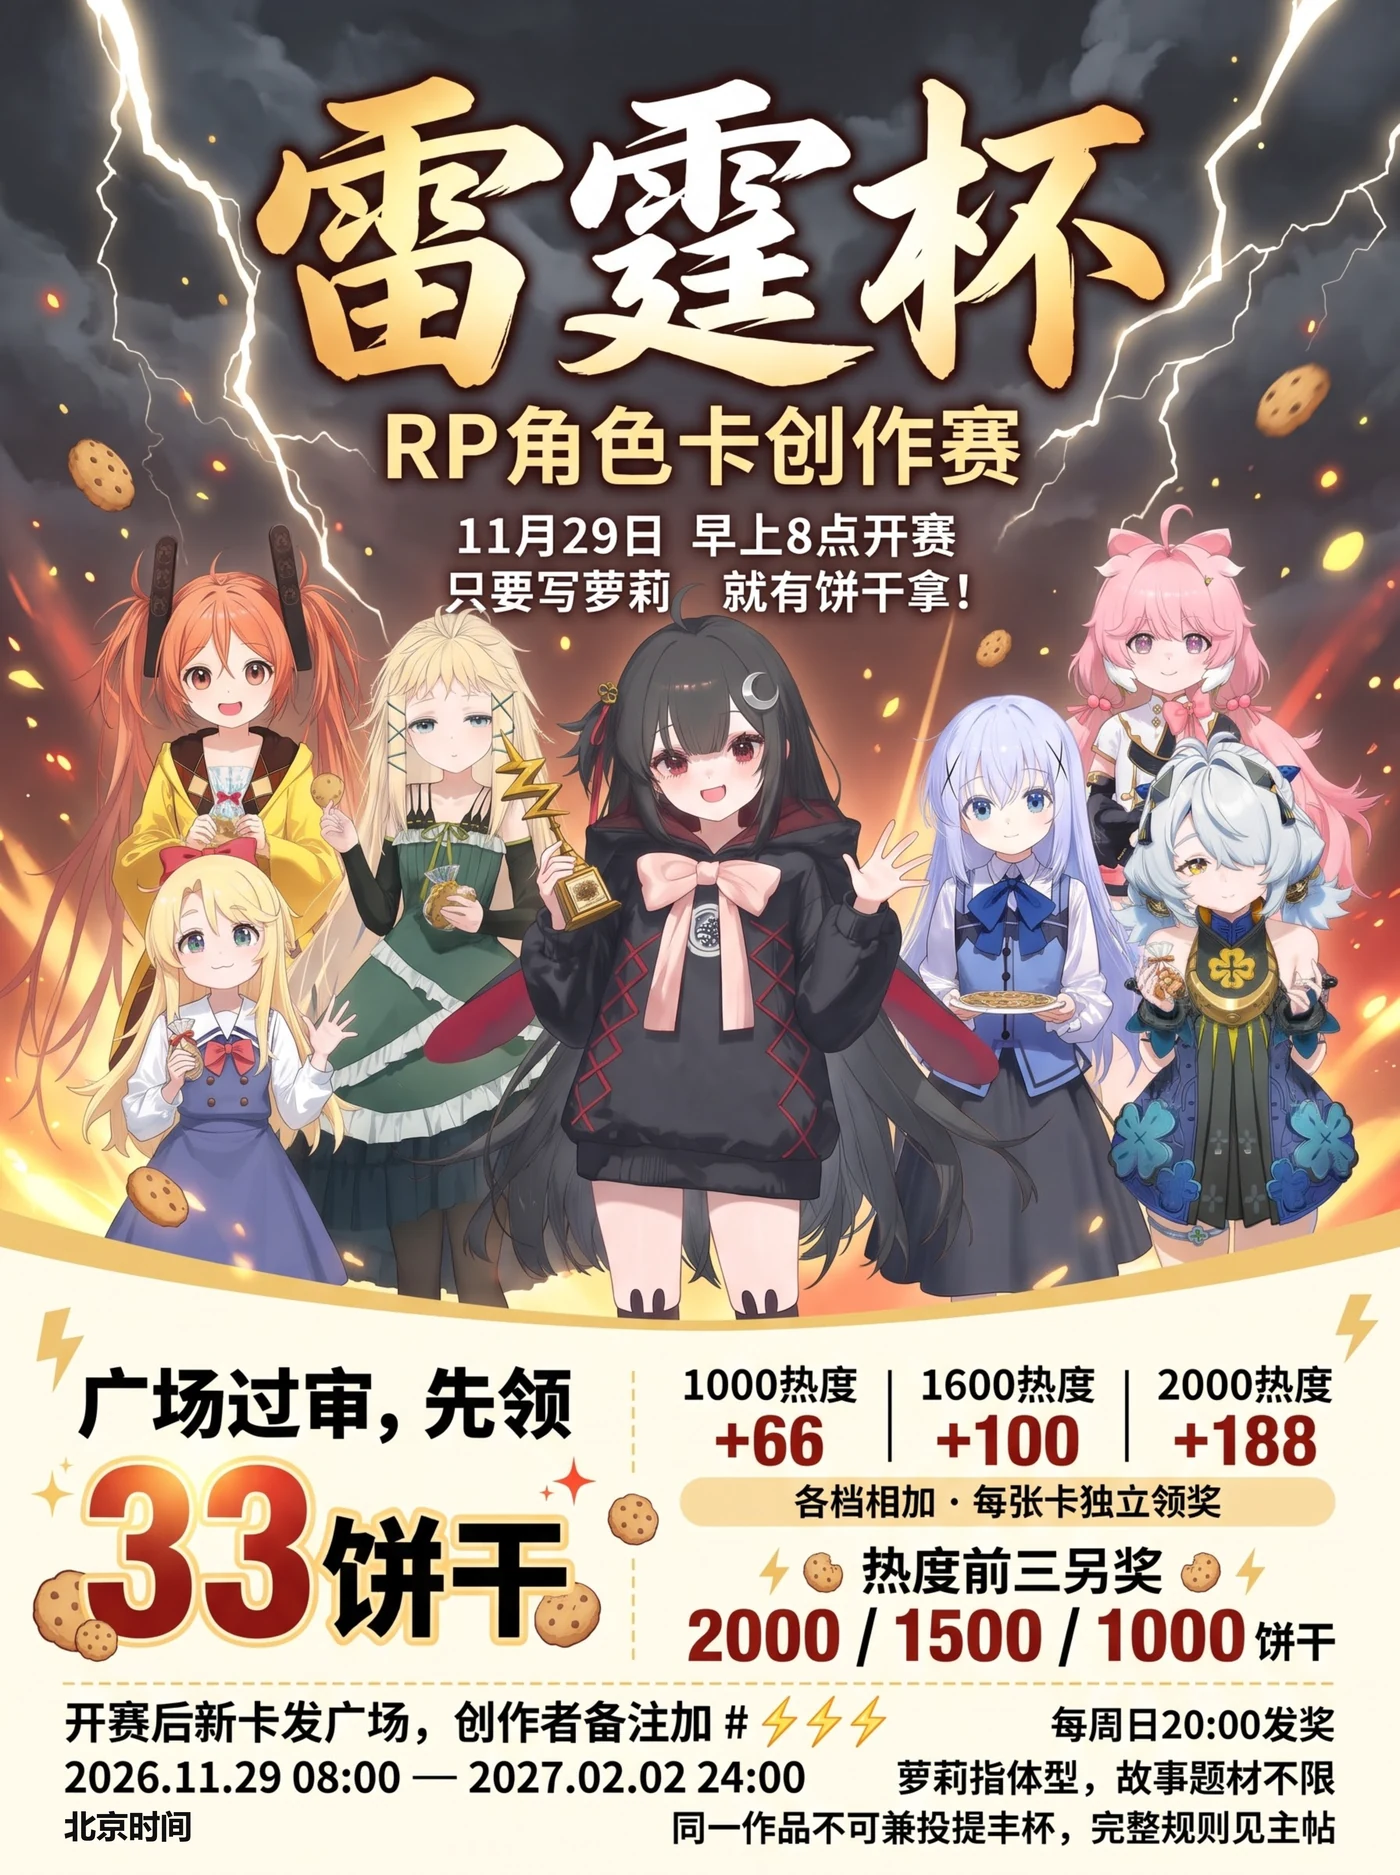 雷霆杯
RP角色卡创作赛
11月29日 早上8点开赛
只要写萝莉 就有饼干拿！
广场过审，先领
33饼干
1000热度
+66
1600热度
+100
2000热度
+188
各档相加·每张卡独立领奖
热度前三另奖
2000 / 1500 / 1000 饼干
开赛后新卡发广场，创作者备注加 #⚡⚡⚡
2026.11.29 08:00 — 2027.02.02 24:00
北京时间
每周日20:00发奖
萝莉指体型，故事题材不限
同一作品不可兼投提丰杯，完整规则见主帖